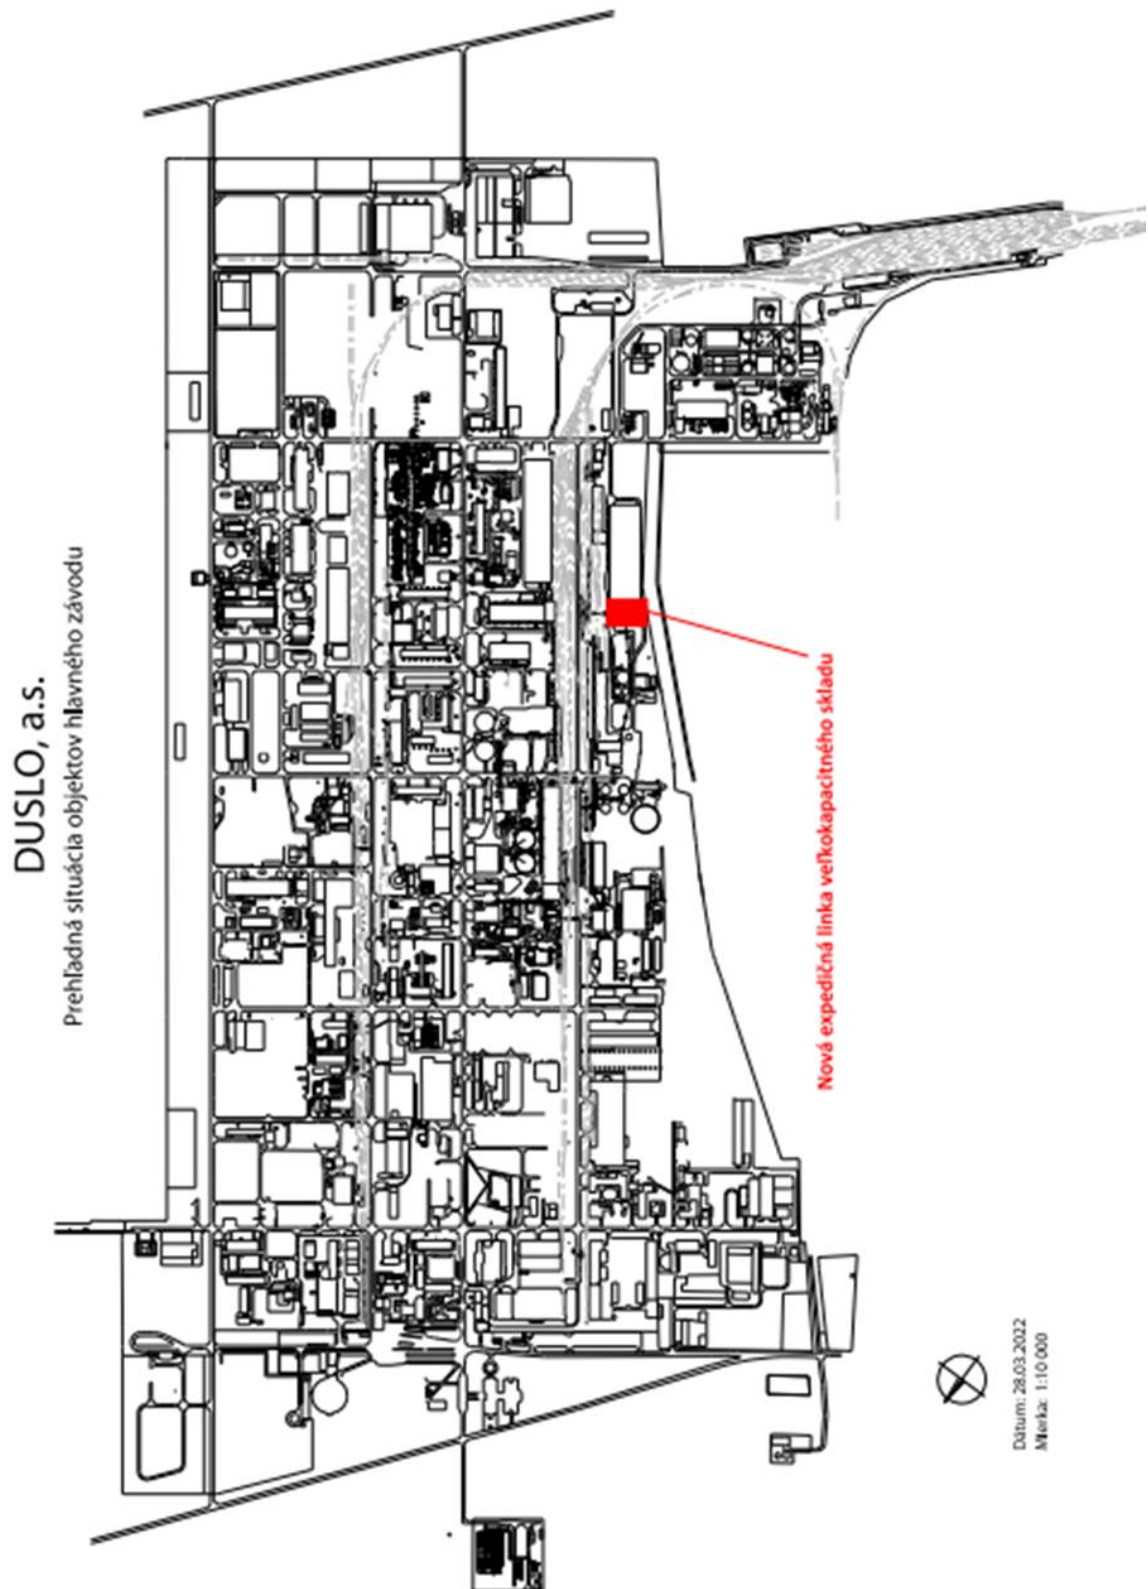 DUSLO, a.s.
Prehľadná situácia objektov hlavného závodu
Nová expedičná linka veľkokapacitného skladu
Dátum: 28.03.2022
Mierka: 1:10 000